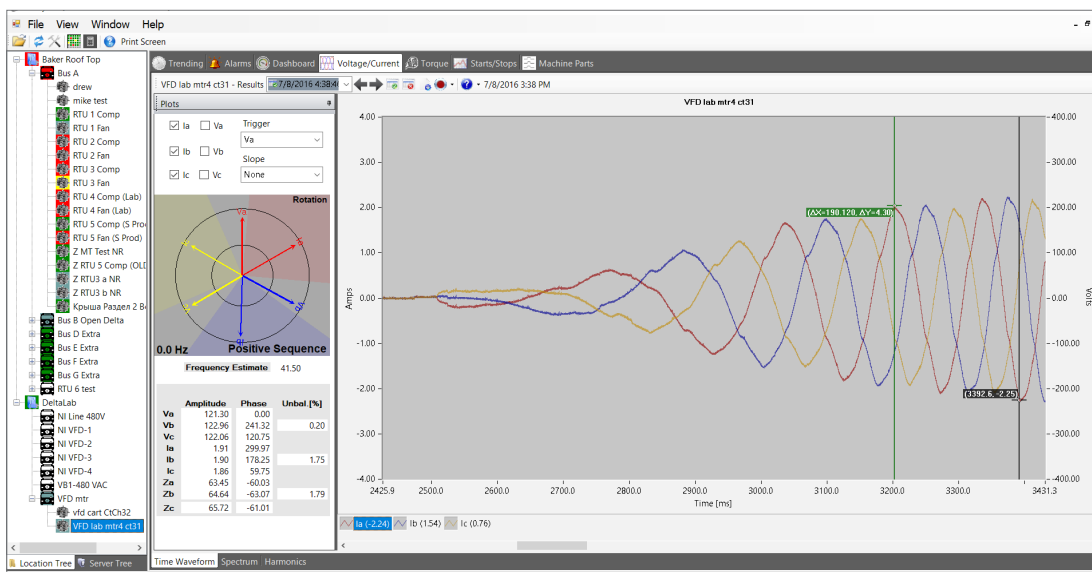 File View Window Help
Print Screen
Baker Roof Top
Bus A
drew
mike test
RTU 1 Comp
RTU 1 Fan
RTU 2 Comp
RTU 2 Fan
RTU 3 Comp
RTU 3 Fan
RTU 4 Comp (Lab)
RTU 4 Fan (Lab)
RTU 5 Comp (S Pro
RTU 5 Fan (S Prod)
Z MT Test NR
Z RTU 5 Comp (OLD
Z RTU3 a NR
Z RTU3 b NR
Крыша Раздел 2 В
Bus B Open Delta
Bus D Extra
Bus E Extra
Bus F Extra
Bus G Extra
RTU 6 test
DeltaLab
NI Line 480V
NI VFD-1
NI VFD-2
NI VFD-3
NI VFD-4
VB1-480 VAC
VFD mtr
vfd cart CtCh32
VFD lab mtr4 ct31
Location Tree Server Tree
Trending Alarms Dashboard Voltage/Current Torque Starts/Stops Machine Parts
VFD lab mtr4 ct31 - Results 7/8/2016 4:38:4 7/8/2016 3:38 PM
Plots
Ia Va Trigger
Va
Ib Vb
Slope
Ic Vc None
Rotation
Va
0.0 Hz Positive Sequence
Frequency Estimate 41.50
Amplitude Phase Unbal.[%]
Va 121.30 0.00
Vb 122.96 241.32 0.20
Vc 122.06 120.75
Ia 1.91 299.97
Ib 1.90 178.25 1.75
Ic 1.86 59.75
Za 63.45 -60.03
Zb 64.64 -63.07 1.79
Zc 65.72 -61.01
Time Waveform Spectrum Harmonics
VFD lab mtr4 ct31
4.00
3.00
2.00
1.00
0.00
-1.00
-2.00
-3.00
-4.00
Amps
(ΔX=190.120, ΔY=4.30)
(3392.6, -2.25)
400.00
300.00
200.00
100.00
0.00
-100.00
-200.00
-300.00
-400.00
Volts
2425.9 2500.0 2600.0 2700.0 2800.0 2900.0 3000.0 3100.0 3200.0 3300.0 3431.3
Time [ms]
Ia (-2.24) Ib (1.54) Ic (0.76)